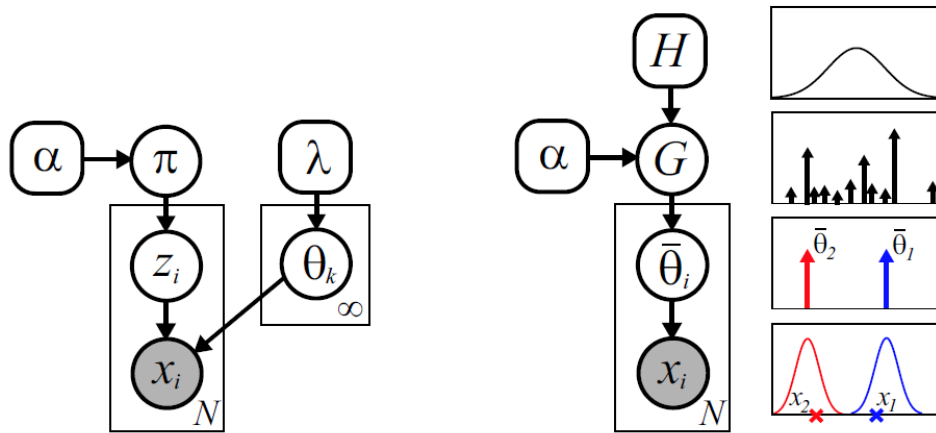 α
π
λ
z_i
θ_k
∞
x_i
N
H
α
G
θ̄_i
x_i
N
θ̄_2
θ̄_1
x_2
x_1